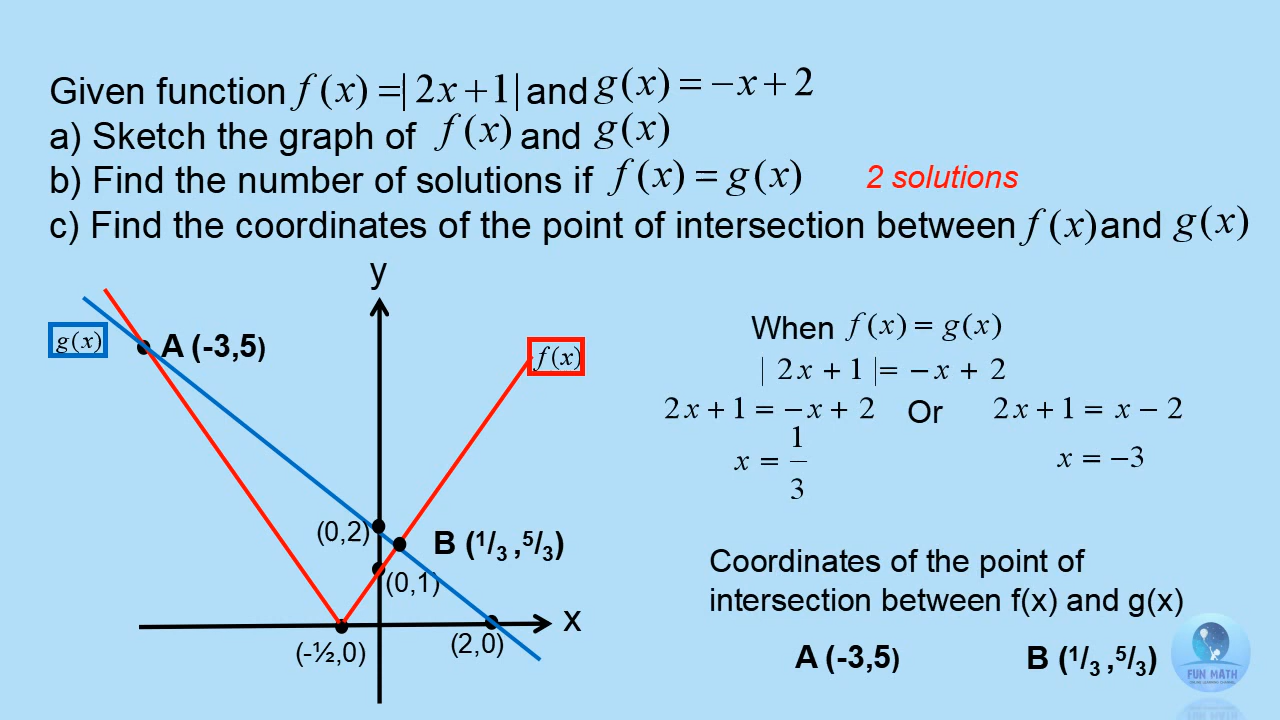 Given function f(x) =|2x+1| and g(x) = −x + 2
a) Sketch the graph of f(x) and g(x)
b) Find the number of solutions if f(x) = g(x) 2 solutions
c) Find the coordinates of the point of intersection between f(x) and g(x)
y
g(x)
A (-3,5)
f(x)
(0,2)
B (¹/₃ ,⁵/₃)
(0,1)
x
(-½,0)
(2,0)
When f(x) = g(x)
| 2x + 1 |= −x + 2
2x + 1 = −x + 2 Or 2x + 1 = x − 2
x = 1/3 x = −3
Coordinates of the point of
intersection between f(x) and g(x)
A (-3,5) B (¹/₃ ,⁵/₃)
FUN MATH